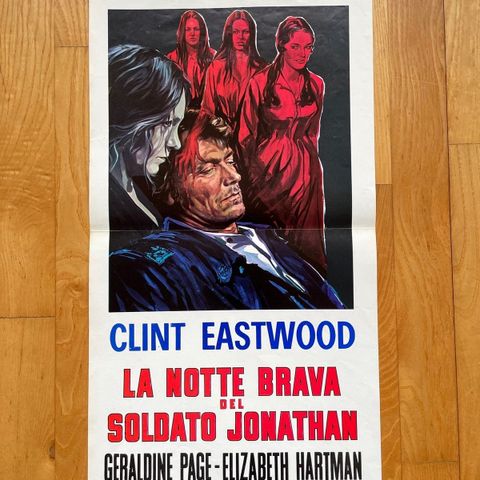 CLINT EASTWOOD
LA NOTTE BRAVA
DEL
SOLDATO JONATHAN
GERALDINE PAGE-ELIZABETH HARTMAN